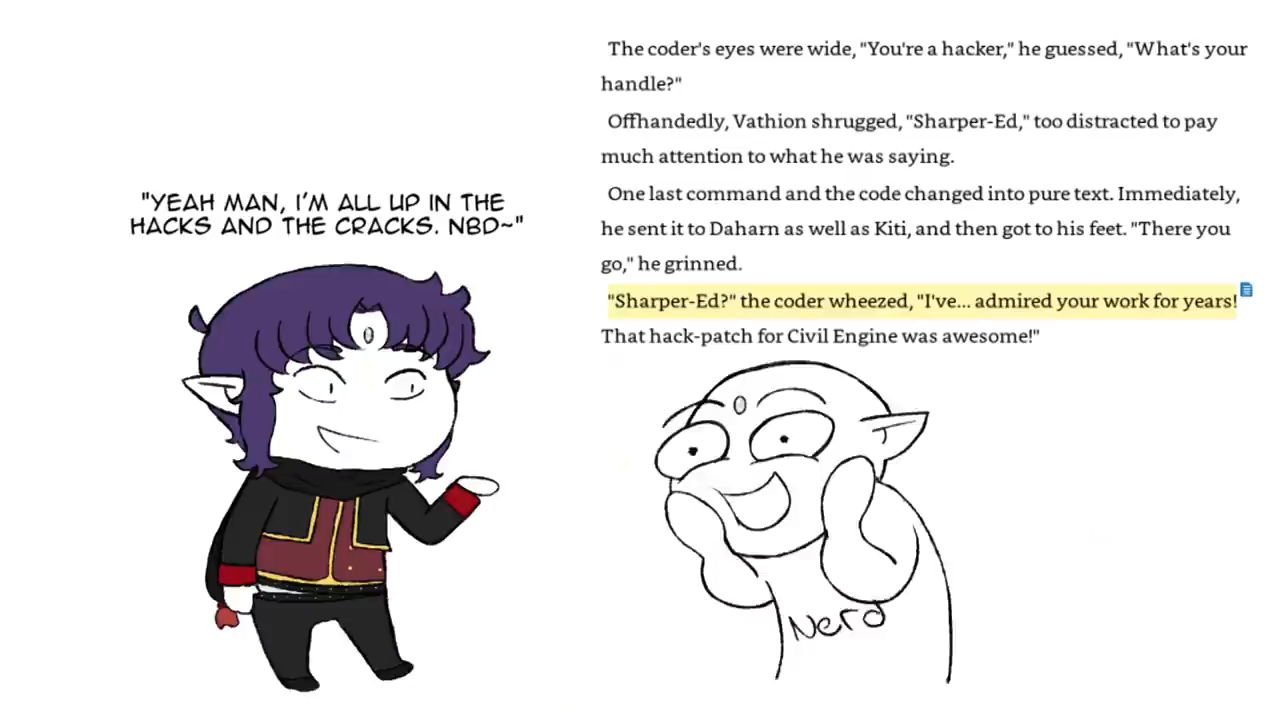 The coder's eyes were wide, "You're a hacker," he guessed, "What's your
handle?"
Offhandedly, Vathion shrugged, "Sharper-Ed," too distracted to pay
much attention to what he was saying.
One last command and the code changed into pure text. Immediately,
he sent it to Daharn as well as Kiti, and then got to his feet. "There you
go," he grinned.
"Sharper-Ed?" the coder wheezed, "I've... admired your work for years!
That hack-patch for Civil Engine was awesome!"
"YEAH MAN, I'M ALL UP IN THE
HACKS AND THE CRACKS. NBD~"
Nerd